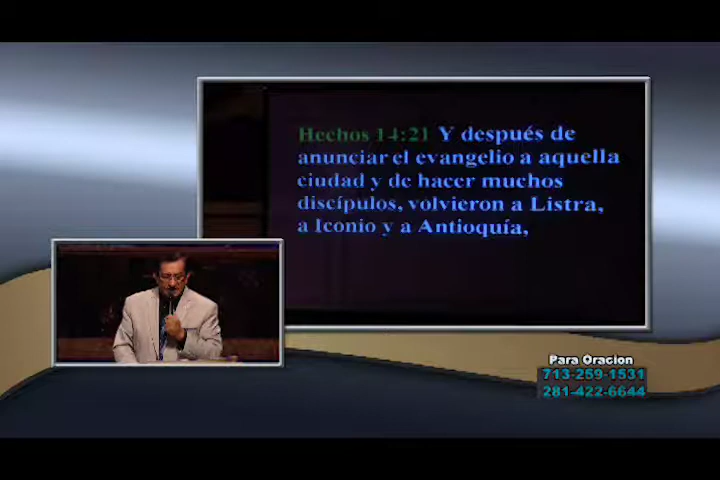 Hechos 14:21 Y después de
anunciar el evangelio a aquella
ciudad y de hacer muchos
discípulos, volvieron a Listra,
a Iconio y a Antioquía,
Para Oracion
713-259-1531
281-422-6644